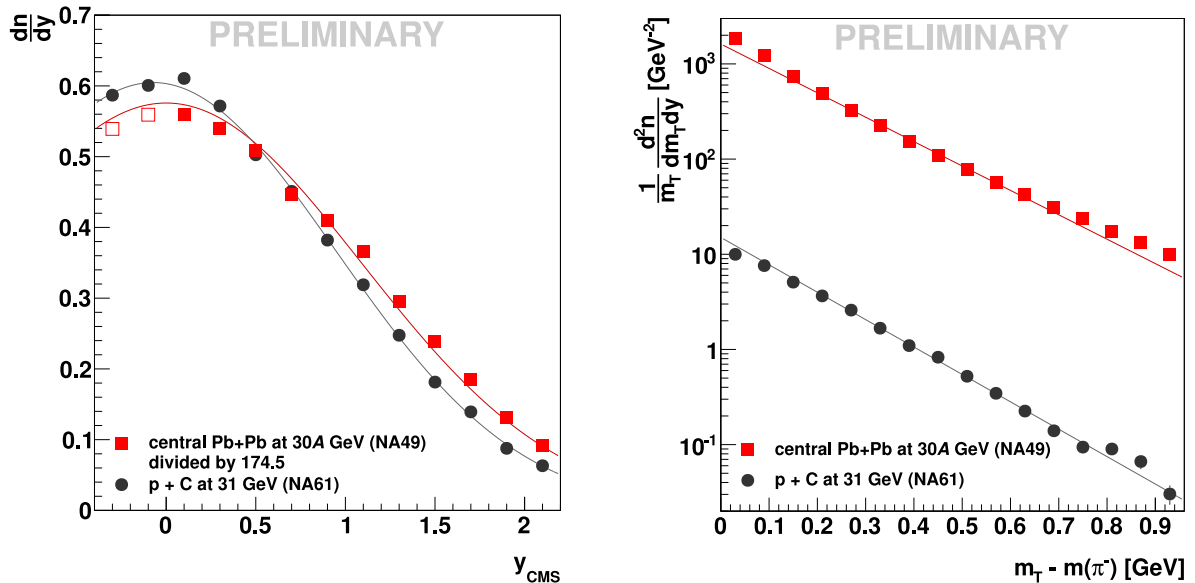 dn
dy
PRELIMINARY
0.7
0.6
0.5
0.4
0.3
0.2
0.1
0
central Pb+Pb at 30A GeV (NA49)
divided by 174.5
p + C at 31 GeV (NA61)
0 0.5 1 1.5 2
y_CMS
PRELIMINARY
1/m_T d²n/dm_Tdy [GeV⁻²]
10³
10²
10
1
10⁻¹
central Pb+Pb at 30A GeV (NA49)
p + C at 31 GeV (NA61)
0 0.1 0.2 0.3 0.4 0.5 0.6 0.7 0.8 0.9
m_T - m(π⁻) [GeV]